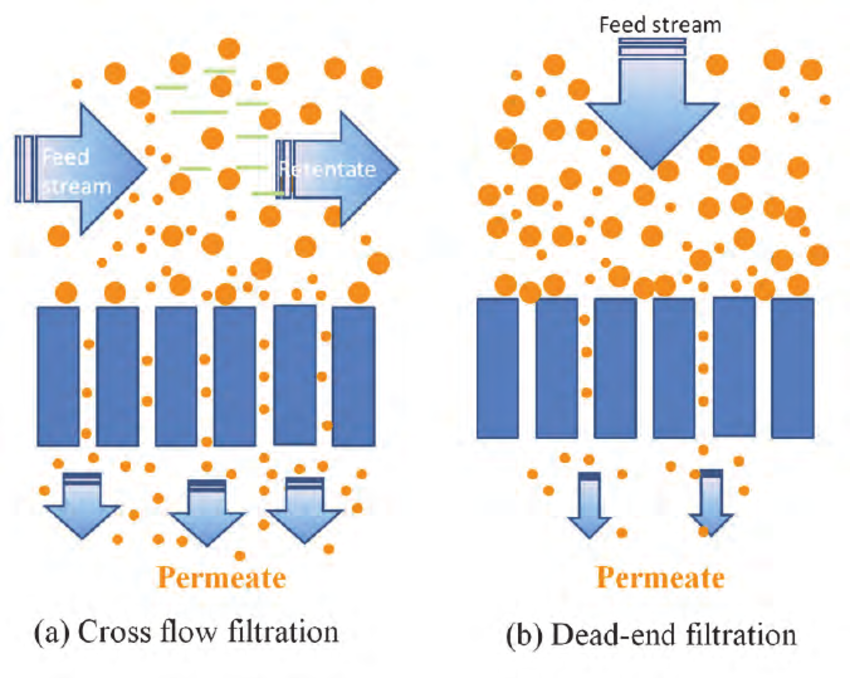 Feed
stream
Retentate
Permeate
(a) Cross flow filtration
Feed stream
Permeate
(b) Dead-end filtration